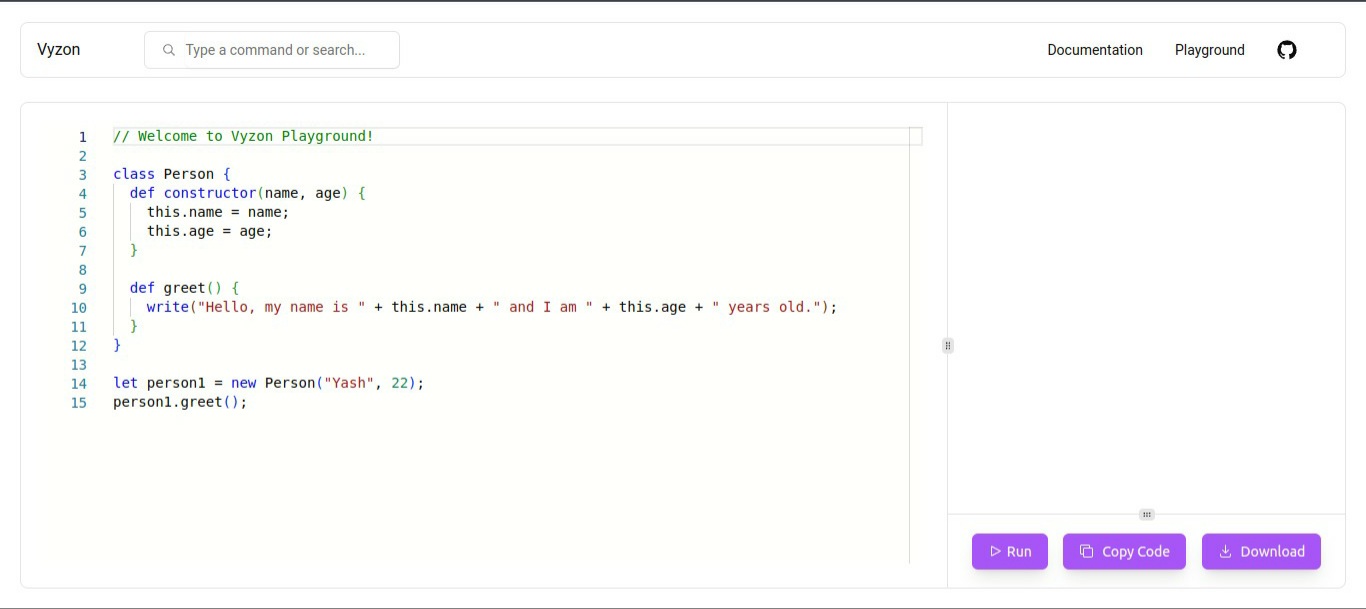 Vyzon
Type a command or search...
Documentation
Playground
1 // Welcome to Vyzon Playground!
2
3 class Person {
4   def constructor(name, age) {
5     this.name = name;
6     this.age = age;
7   }
8
9   def greet() {
10     write("Hello, my name is " + this.name + " and I am " + this.age + " years old.");
11   }
12 }
13
14 let person1 = new Person("Yash", 22);
15 person1.greet();
Run
Copy Code
Download